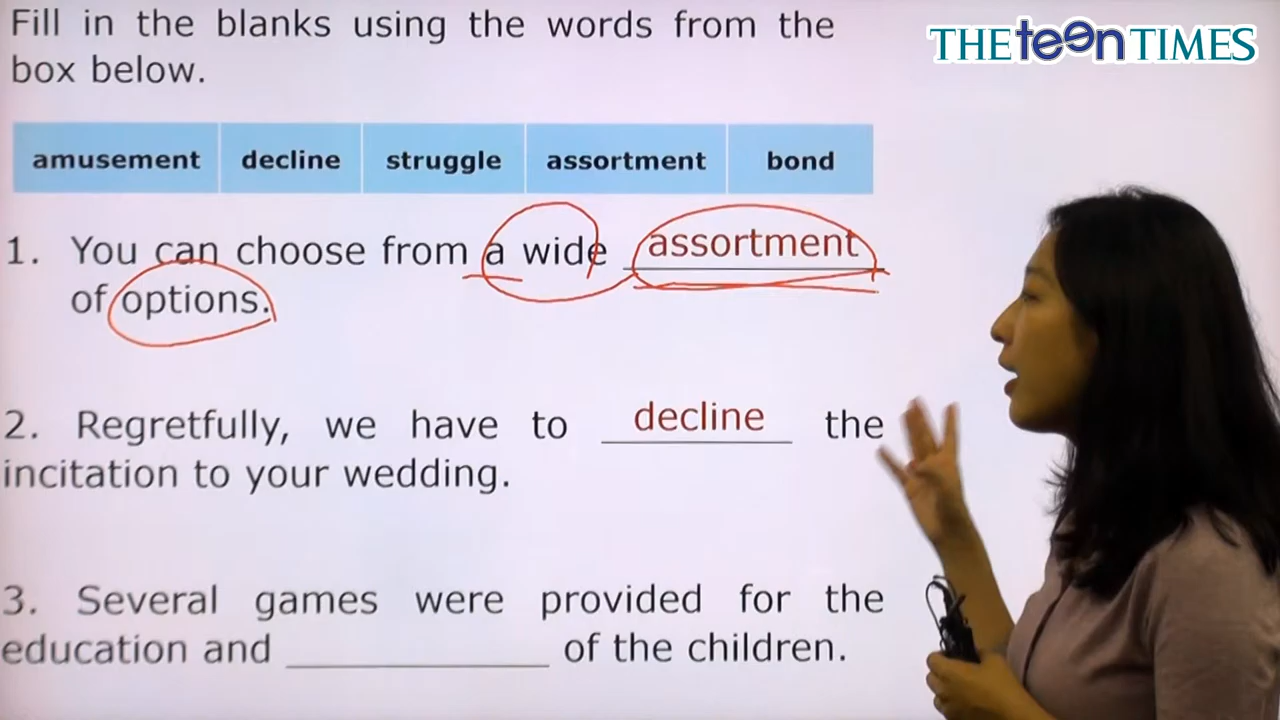 Fill in the blanks using the words from the
THE teen TIMES
box below.
amusement decline struggle assortment bond
1. You can choose from a wide assortment
of options.
2. Regretfully, we have to decline the
incitation to your wedding.
3. Several games were provided for the
education and ____________ of the children.